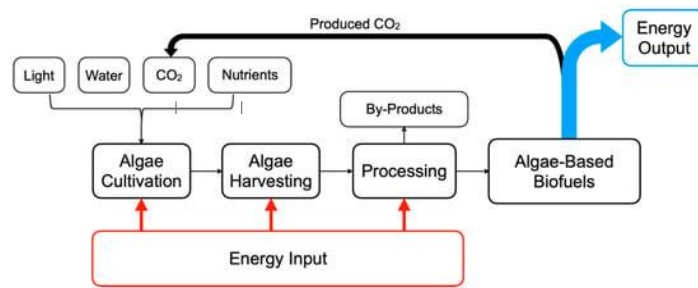 Produced CO₂
Energy
Output
Light
Water
CO₂
Nutrients
By-Products
Algae
Cultivation
Algae
Harvesting
Processing
Algae-Based
Biofuels
Energy Input